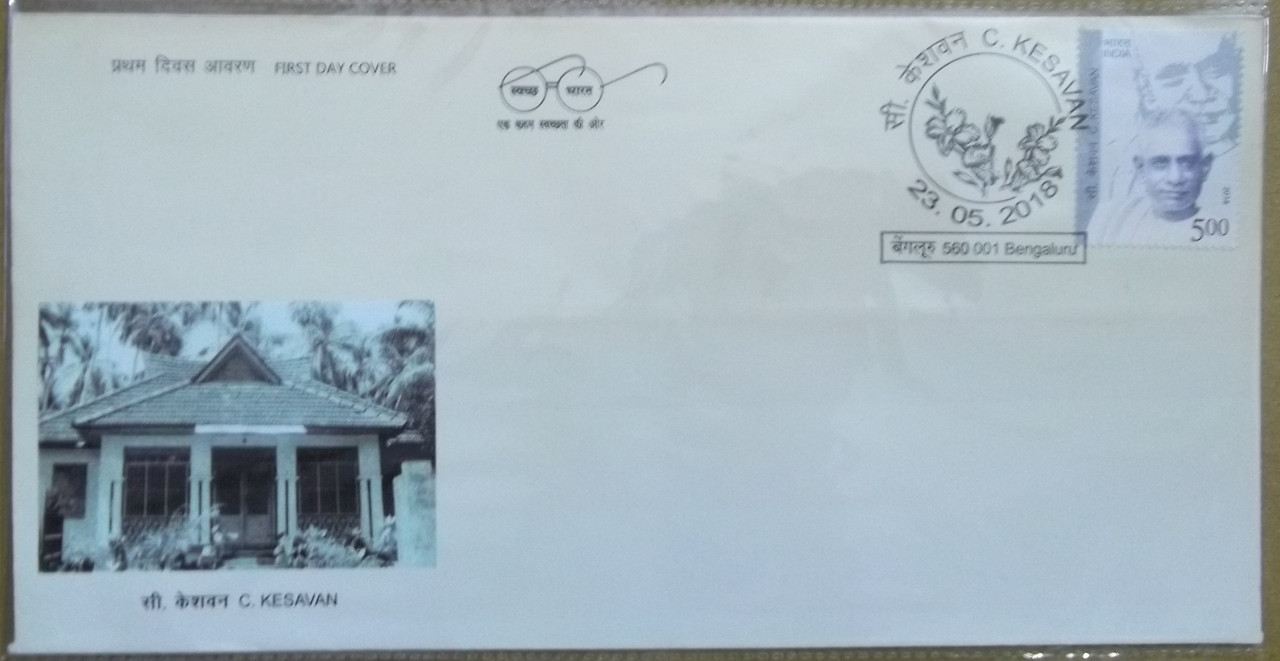 प्रथम दिवस आवरण FIRST DAY COVER
स्वच्छ भारत
एक कदम स्वच्छता की ओर
सी. केशवन C. KESAVAN
23. 05. 2018
बेंगलूरु 560 001 Bengaluru
भारत
INDIA
सी. केशवन C. KESAVAN
2018
500
सी. केशवन C. KESAVAN